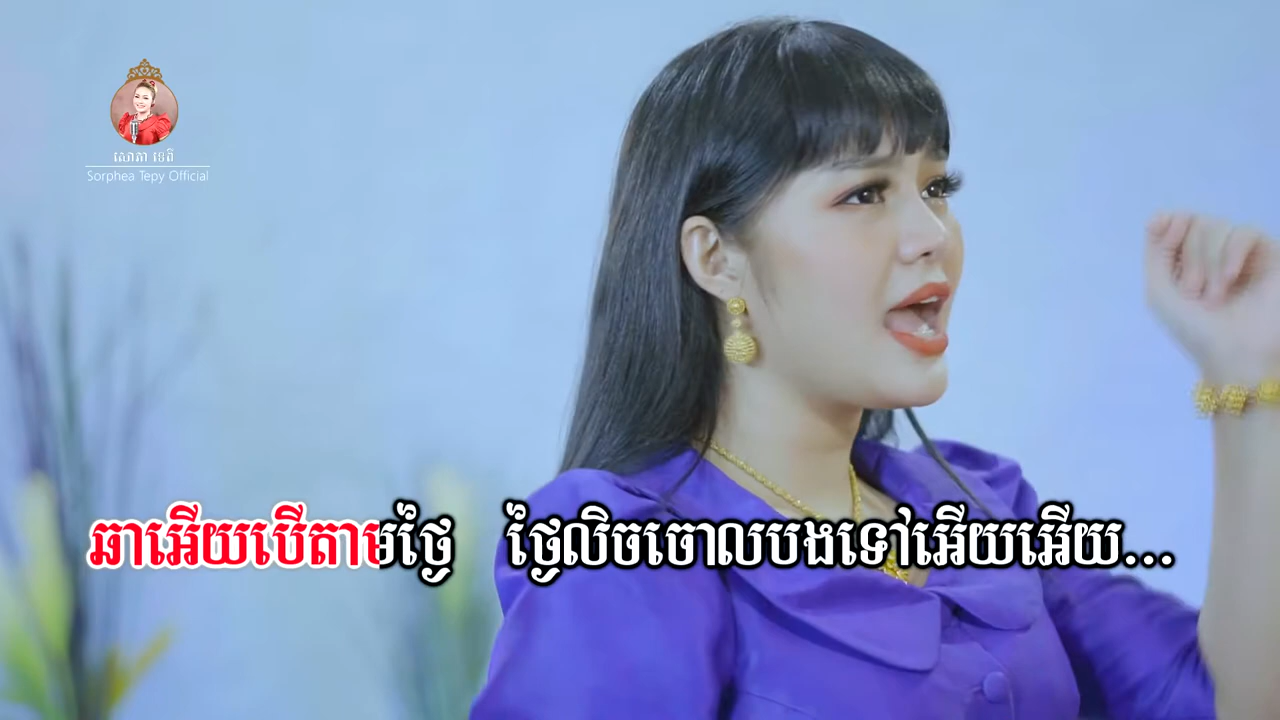 សោភា ទេពី
Sorphea Tepy Official
ឆាអើយបើតាមថ្ងៃ ថ្ងៃលិចចោលបងទៅអើយអើយ...